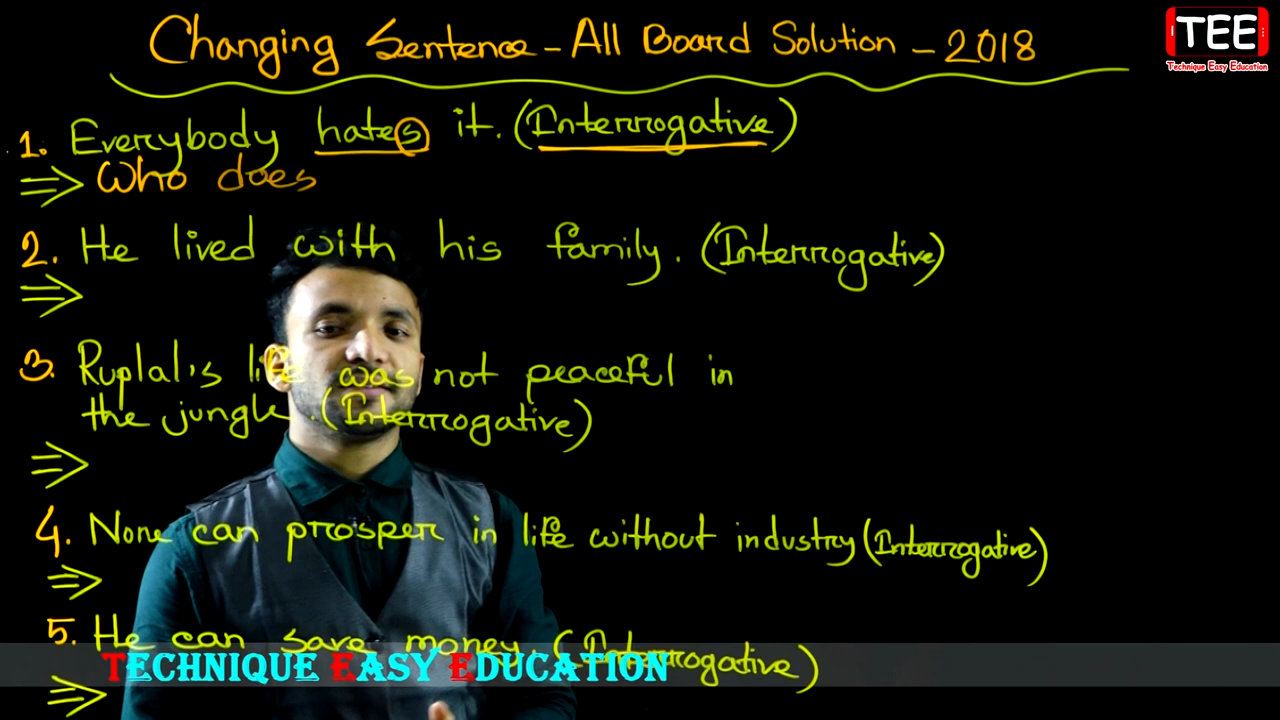 Changing Sentence - All Board Solution - 2018
TEE
Technique Easy Education
1. Everybody hates it. (Interrogative)
⇒ Who does
2. He lived with his family. (Interrogative)
⇒
3. Ruplal's life was not peaceful in
the jungle. (Interrogative)
⇒
4. None can prosper in life without industry (Interrogative)
⇒
5. He can save money. (Interrogative)
TECHNIQUE EASY EDUCATION
⇒